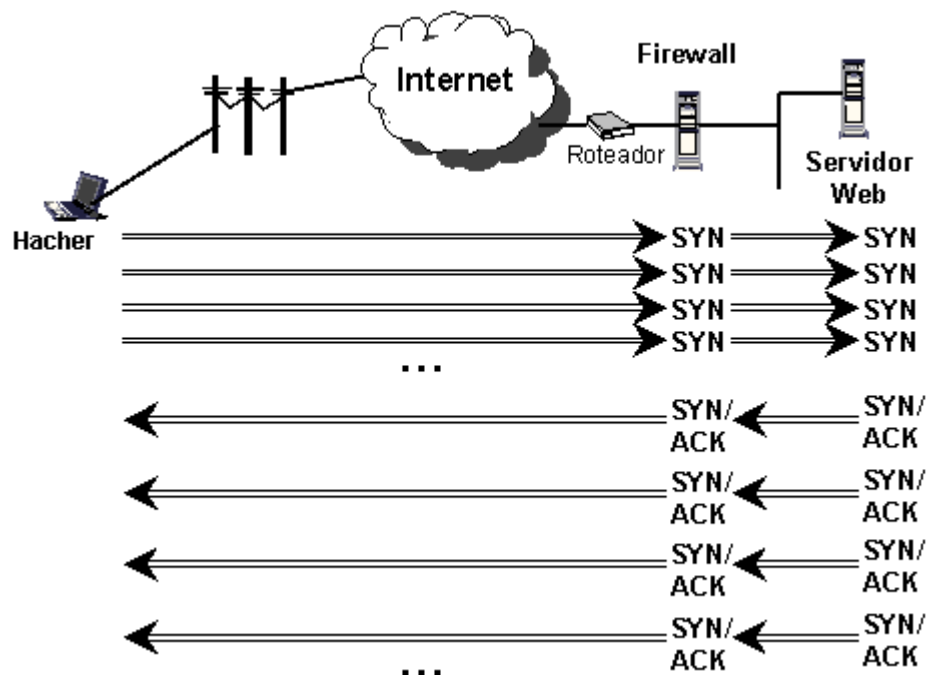 Internet
Firewall
Roteador
Servidor
Web
Hacher
SYN SYN
SYN SYN
SYN SYN
SYN SYN
...
SYN/ SYN/
ACK ACK
SYN/ SYN/
ACK ACK
SYN/ SYN/
ACK ACK
SYN/ SYN/
ACK ACK
...